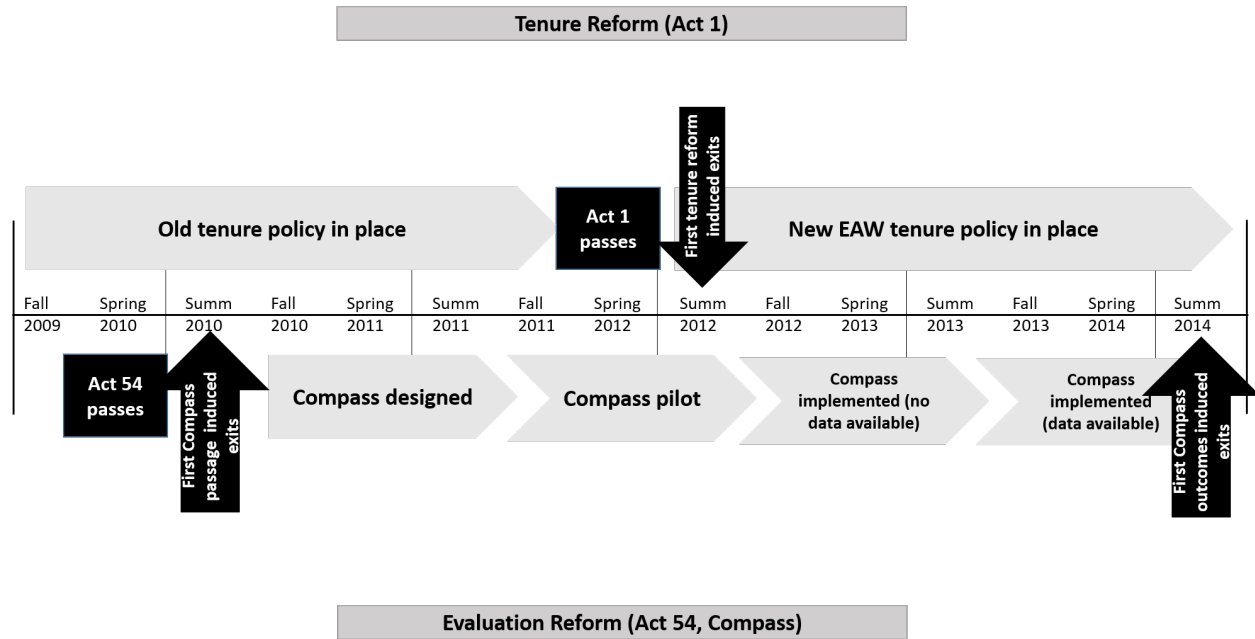 Tenure Reform (Act 1)
First tenure reform
induced exits
Old tenure policy in place
Act 1
passes
New EAW tenure policy in place
Fall Spring Summ Fall Spring Summ Fall Spring Summ Fall Spring Summ Fall Spring Summ
2009 2010 2010 2010 2011 2011 2011 2012 2012 2012 2013 2013 2013 2014 2014
Act 54
passes
First Compass
passage induced
exits
Compass designed
Compass pilot
Compass
implemented (no
data available)
Compass
implemented
(data available)
First Compass
outcomes induced
exits
Evaluation Reform (Act 54, Compass)